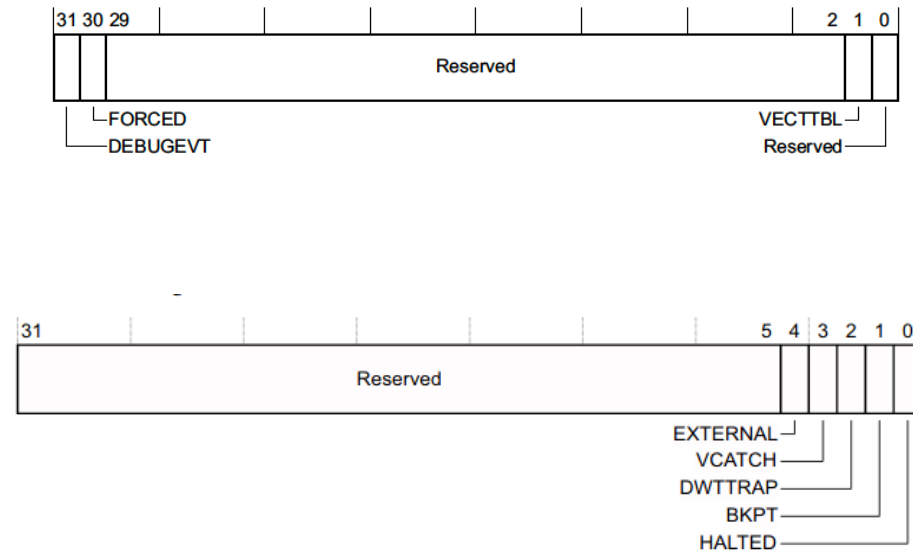 31 30 29 2 1 0
Reserved
FORCED VECTTBL
DEBUGEVT Reserved
31 5 4 3 2 1 0
Reserved
EXTERNAL
VCATCH
DWTTRAP
BKPT
HALTED